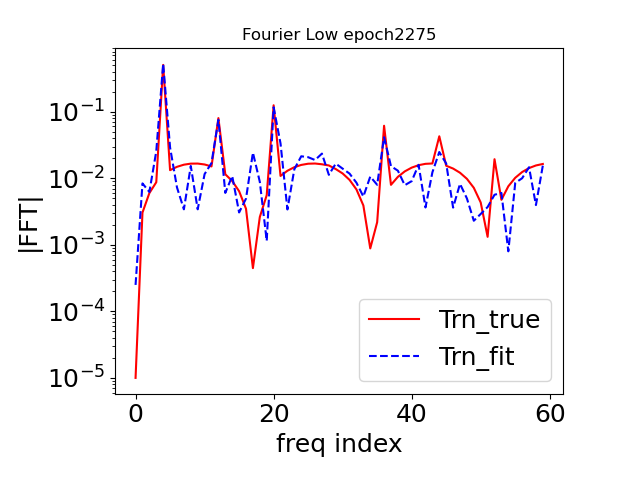 Fourier Low epoch2275
|FFT|
10⁻¹
10⁻²
10⁻³
10⁻⁴
10⁻⁵
Trn_true
Trn_fit
0 20 40 60
freq index